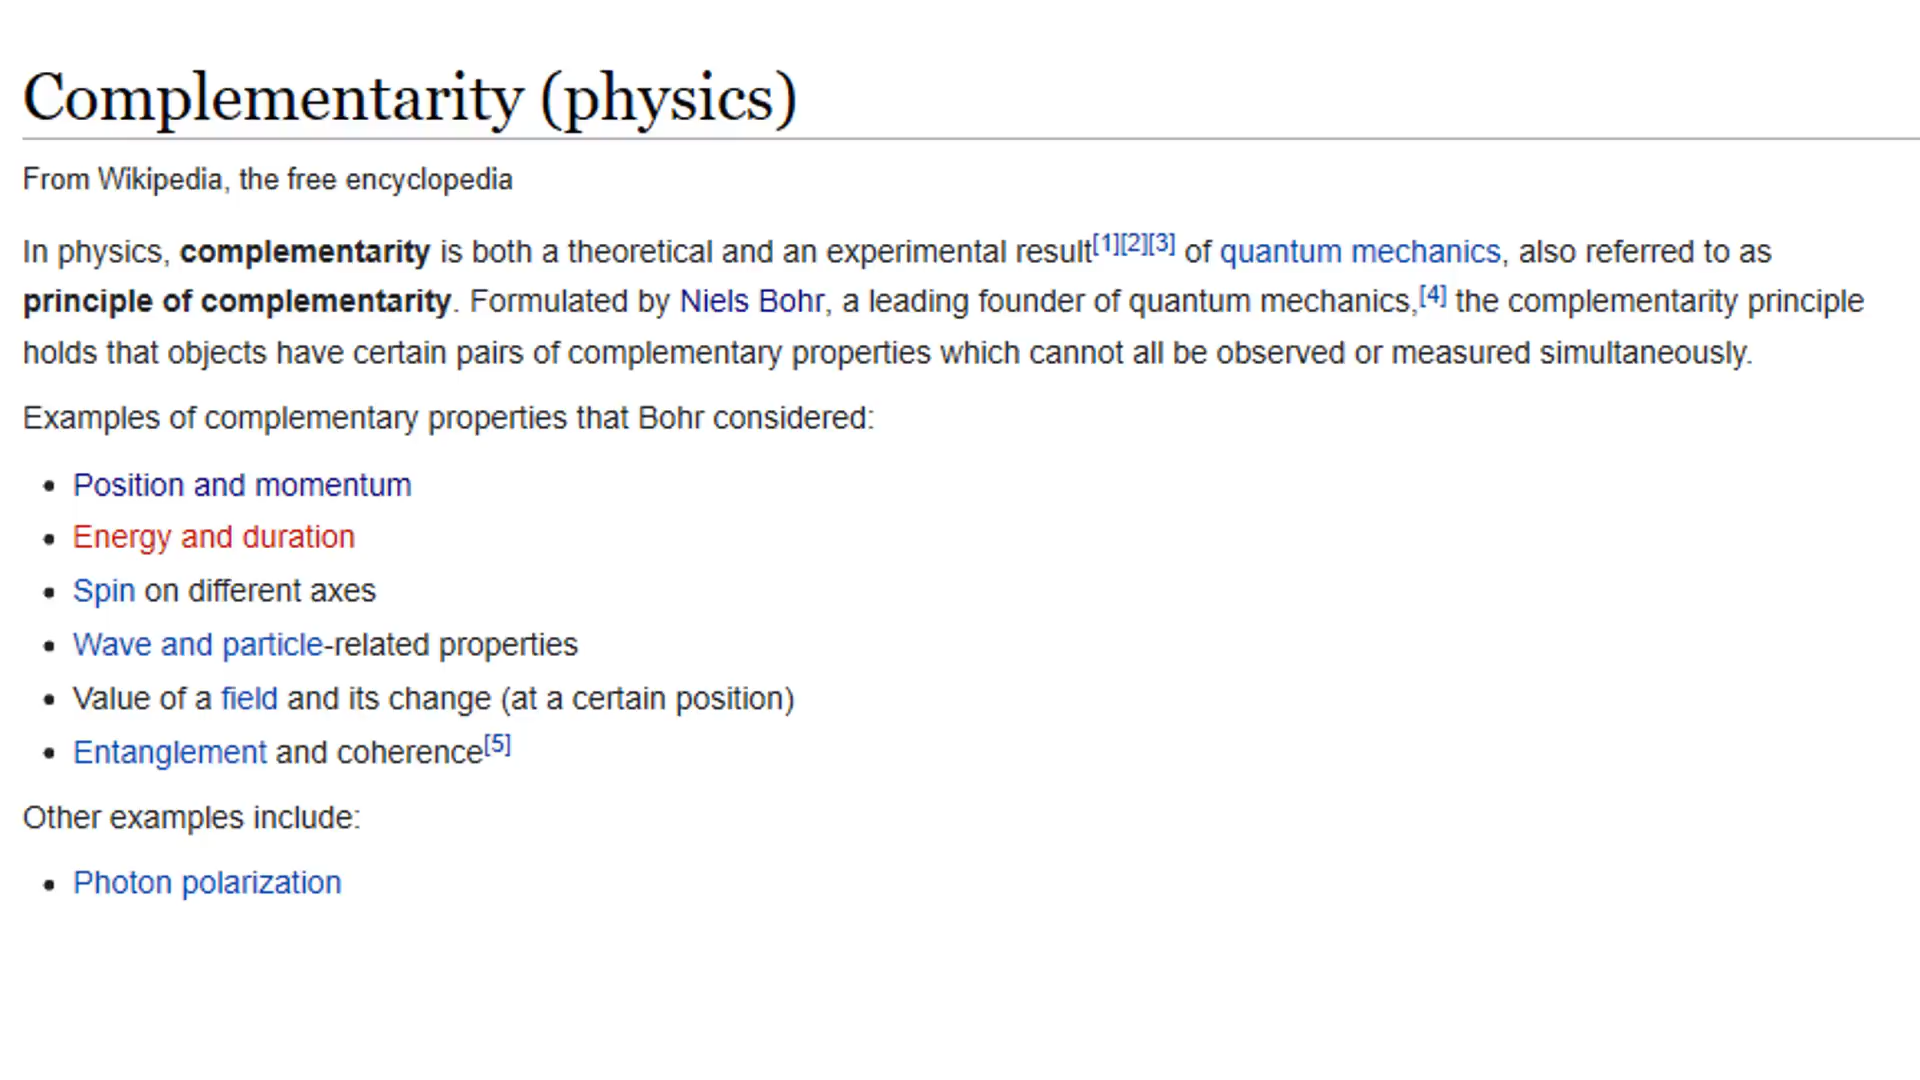 Complementarity (physics)
From Wikipedia, the free encyclopedia
In physics, complementarity is both a theoretical and an experimental result[1][2][3] of quantum mechanics, also referred to as
principle of complementarity. Formulated by Niels Bohr, a leading founder of quantum mechanics,[4] the complementarity principle
holds that objects have certain pairs of complementary properties which cannot all be observed or measured simultaneously.
Examples of complementary properties that Bohr considered:
• Position and momentum
• Energy and duration
• Spin on different axes
• Wave and particle-related properties
• Value of a field and its change (at a certain position)
• Entanglement and coherence[5]
Other examples include:
• Photon polarization